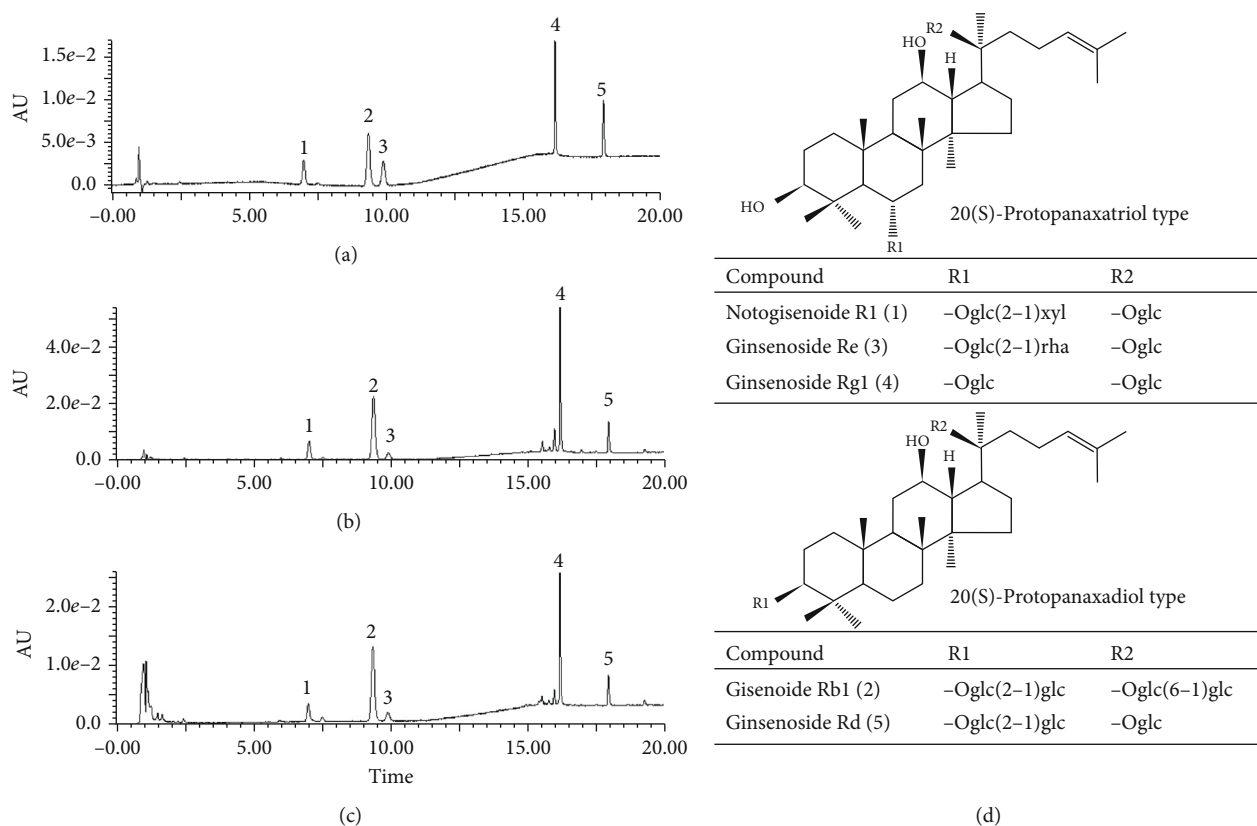 AU
1.5e−2
1.0e−2
5.0e−3
0.0
1
2
3
4
5
−0.00 5.00 10.00 15.00 20.00
(a)
AU
4.0e−2
2.0e−2
0.0
1
2
3
4
5
−0.00 5.00 10.00 15.00 20.00
(b)
AU
2.0e−2
1.0e−2
0.0
1
2
3
4
5
−0.00 5.00 10.00 15.00 20.00
Time
(c)
R2
HO
H
HO
R1
20(S)-Protopanaxatriol type
Compound R1 R2
Notogisenoide R1 (1) –Oglc(2–1)xyl –Oglc
Ginsenoside Re (3) –Oglc(2–1)rha –Oglc
Ginsenoside Rg1 (4) –Oglc –Oglc
R2
HO
H
R1
20(S)-Protopanaxadiol type
Compound R1 R2
Gisenoide Rb1 (2) –Oglc(2–1)glc –Oglc(6–1)glc
Ginsenoside Rd (5) –Oglc(2–1)glc –Oglc
(d)